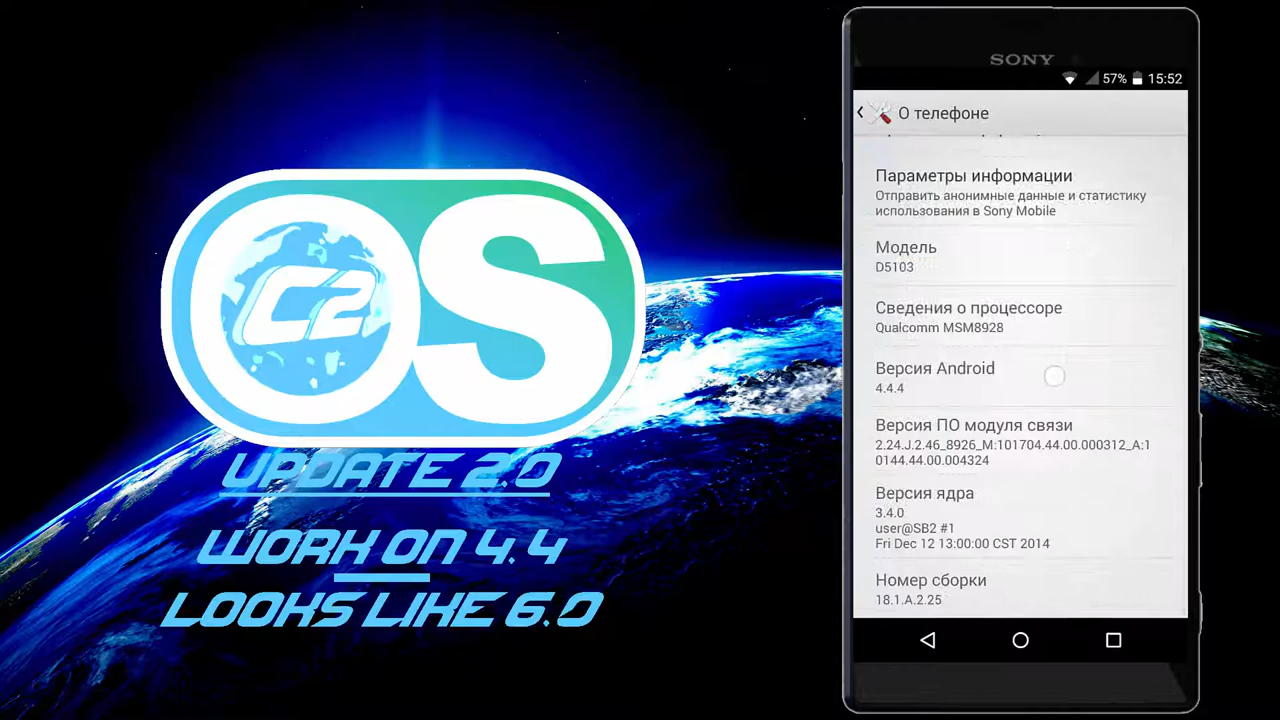 C2
OS
UPDATE 2.0
WORK ON 4.4
LOOKS LIKE 6.0
SONY
57% 15:52
О телефоне
Параметры информации
Отправить анонимные данные и статистику
использования в Sony Mobile
Модель
D5103
Сведения о процессоре
Qualcomm MSM8928
Версия Android
4.4.4
Версия ПО модуля связи
2.24.J.2.46_8926_M:101704.44.00.000312_A:1
0144.44.00.004324
Версия ядра
3.4.0
user@SB2 #1
Fri Dec 12 13:00:00 CST 2014
Номер сборки
18.1.A.2.25